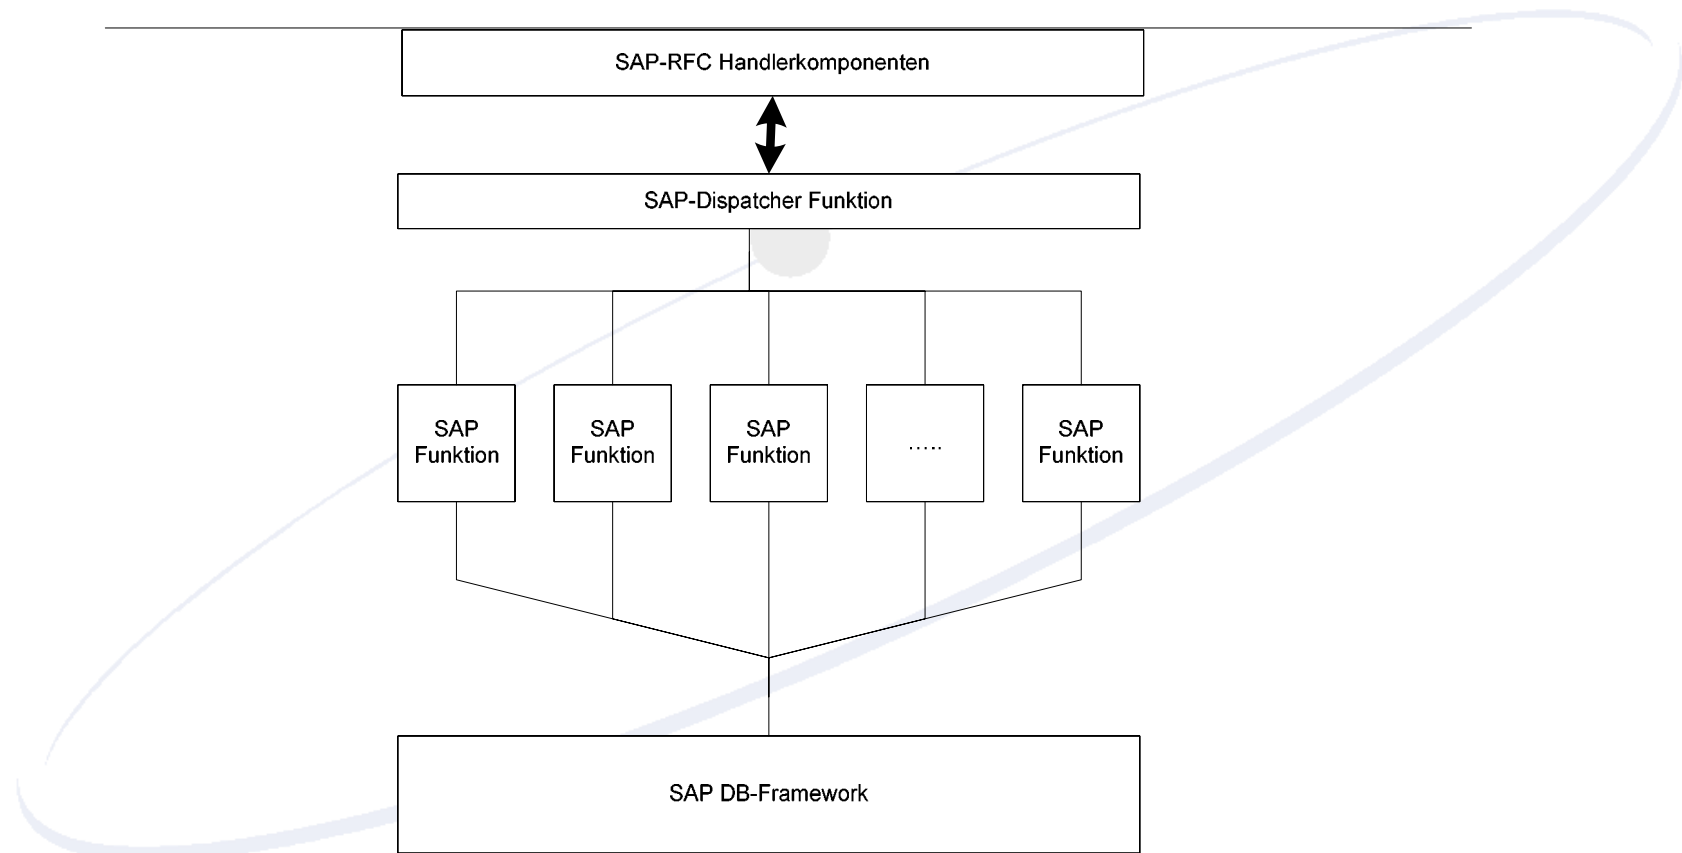 SAP-RFC Handlerkomponenten
SAP-Dispatcher Funktion
SAP
Funktion
SAP
Funktion
SAP
Funktion
.....
SAP
Funktion
SAP DB-Framework